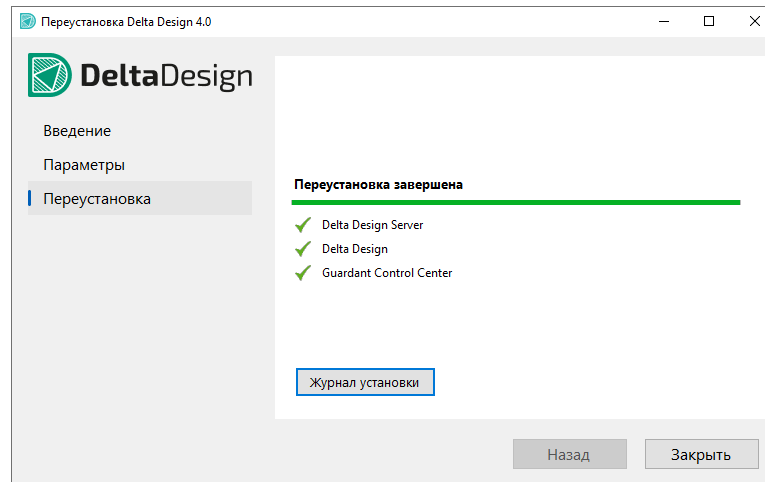 Переустановка Delta Design 4.0
DeltaDesign
Введение
Параметры
Переустановка
Переустановка завершена
Delta Design Server
Delta Design
Guardant Control Center
Журнал установки
Назад
Закрыть